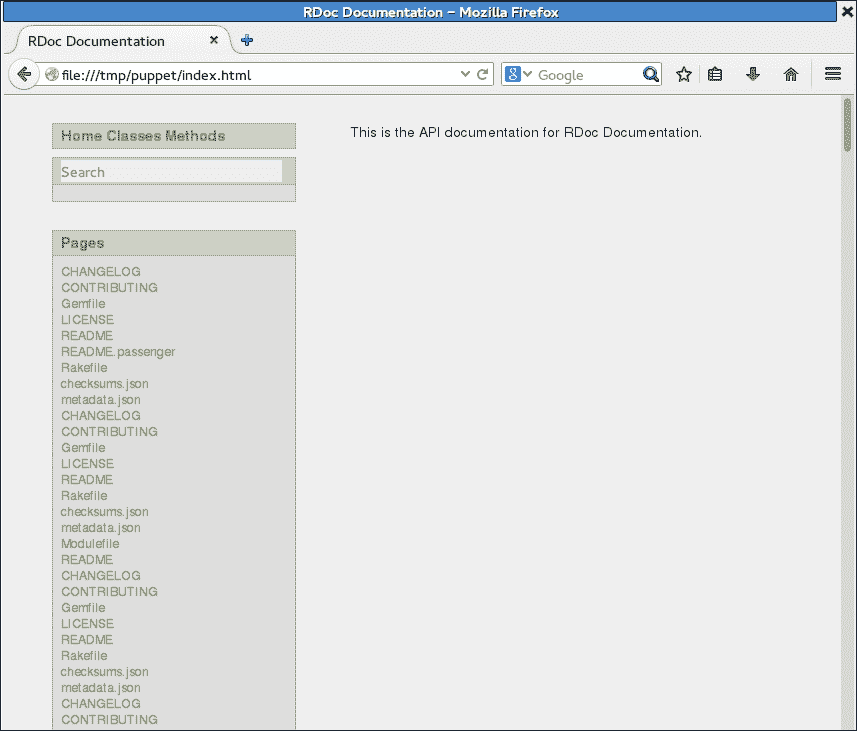 RDoc Documentation - Mozilla Firefox
RDoc Documentation
file:///tmp/puppet/index.html
8 Google
Home Classes Methods
This is the API documentation for RDoc Documentation.
Search
Pages
CHANGELOG
CONTRIBUTING
Gemfile
LICENSE
README
README.passenger
Rakefile
checksums.json
metadata.json
CHANGELOG
CONTRIBUTING
Gemfile
LICENSE
README
Rakefile
checksums.json
metadata.json
Modulefile
README
CHANGELOG
CONTRIBUTING
Gemfile
LICENSE
README
Rakefile
checksums.json
metadata.json
CHANGELOG
CONTRIBUTING